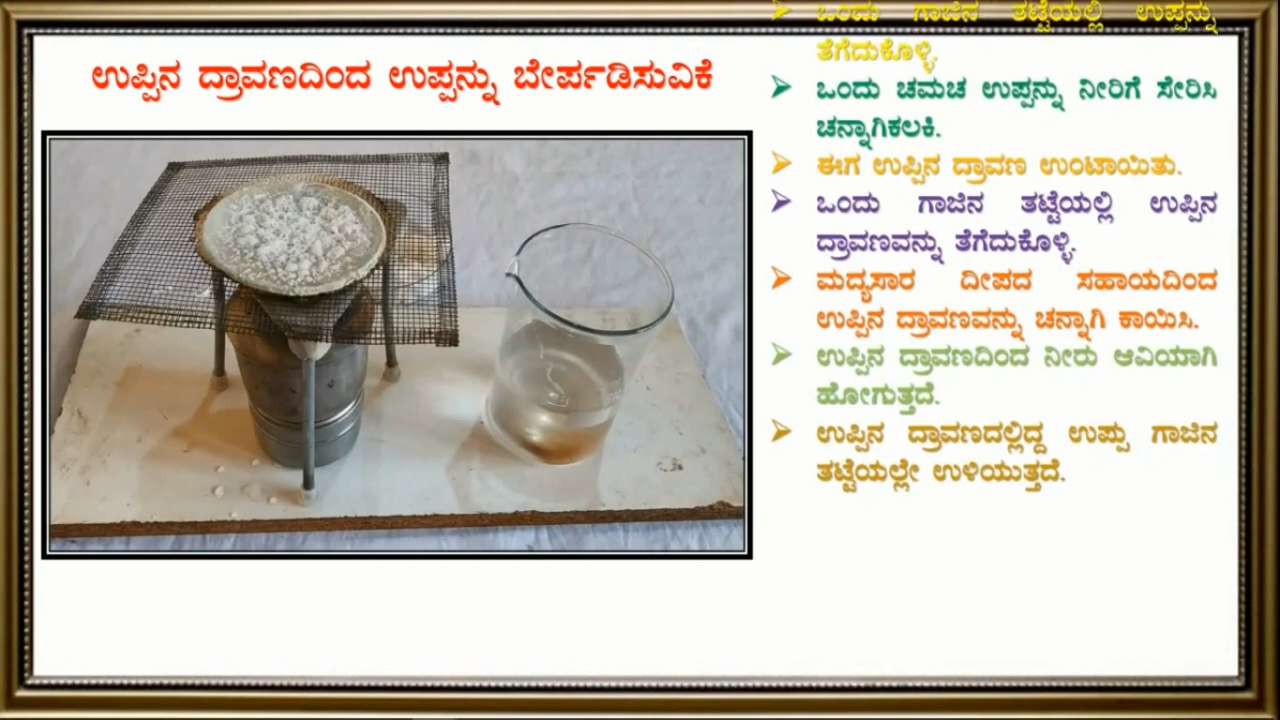 ಉಪ್ಪಿನ ದ್ರಾವಣದಿಂದ ಉಪ್ಪನ್ನು ಬೇರ್ಪಡಿಸುವಿಕೆ
ಒಂದು ಗಾಜಿನ ತಟ್ಟೆಯಲ್ಲಿ ಉಪ್ಪನ್ನು
ತೆಗೆದುಕೊಳ್ಳಿ.
ಒಂದು ಚಮಚ ಉಪ್ಪನ್ನು ನೀರಿಗೆ ಸೇರಿಸಿ
ಚನ್ನಾಗಿಕಲಕಿ.
ಈಗ ಉಪ್ಪಿನ ದ್ರಾವಣ ಉಂಟಾಯಿತು.
ಒಂದು ಗಾಜಿನ ತಟ್ಟೆಯಲ್ಲಿ ಉಪ್ಪಿನ
ದ್ರಾವಣವನ್ನು ತೆಗೆದುಕೊಳ್ಳಿ.
ಮದ್ಯಸಾರ ದೀಪದ ಸಹಾಯದಿಂದ
ಉಪ್ಪಿನ ದ್ರಾವಣವನ್ನು ಚನ್ನಾಗಿ ಕಾಯಿಸಿ.
ಉಪ್ಪಿನ ದ್ರಾವಣದಿಂದ ನೀರು ಆವಿಯಾಗಿ
ಹೋಗುತ್ತದೆ.
ಉಪ್ಪಿನ ದ್ರಾವಣದಲ್ಲಿದ್ದ ಉಪ್ಪು ಗಾಜಿನ
ತಟ್ಟೆಯಲ್ಲೇ ಉಳಿಯುತ್ತದೆ.